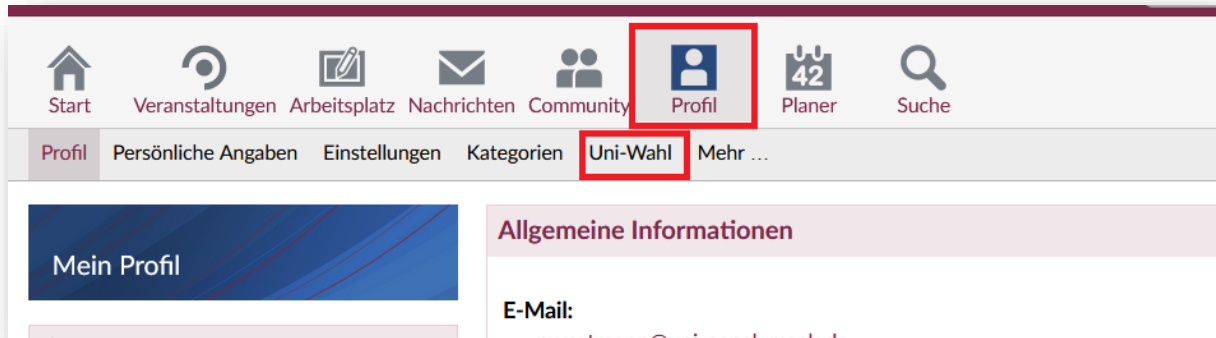 42
Start Veranstaltungen Arbeitsplatz Nachrichten Community Profil Planer Suche
Profil Persönliche Angaben Einstellungen Kategorien Uni-Wahl Mehr ...
Mein Profil
Allgemeine Informationen
E-Mail: